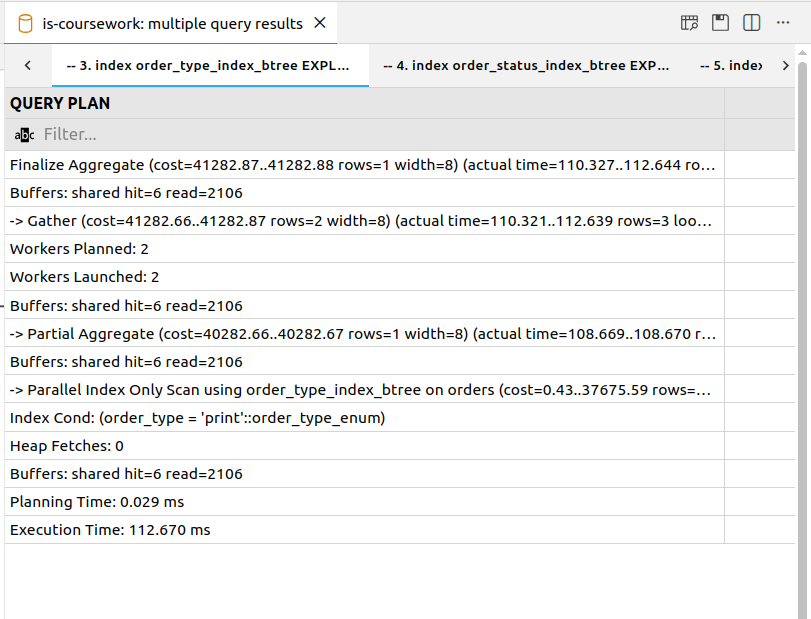 is-coursework: multiple query results
-- 3. index order_type_index_btree EXPL... -- 4. index order_status_index_btree EXP... -- 5. index
QUERY PLAN
abc Filter...
Finalize Aggregate (cost=41282.87..41282.88 rows=1 width=8) (actual time=110.327..112.644 ro...
Buffers: shared hit=6 read=2106
-> Gather (cost=41282.66..41282.87 rows=2 width=8) (actual time=110.321..112.639 rows=3 loo...
Workers Planned: 2
Workers Launched: 2
Buffers: shared hit=6 read=2106
-> Partial Aggregate (cost=40282.66..40282.67 rows=1 width=8) (actual time=108.669..108.670 r...
Buffers: shared hit=6 read=2106
-> Parallel Index Only Scan using order_type_index_btree on orders (cost=0.43..37675.59 rows=...
Index Cond: (order_type = 'print'::order_type_enum)
Heap Fetches: 0
Buffers: shared hit=6 read=2106
Planning Time: 0.029 ms
Execution Time: 112.670 ms